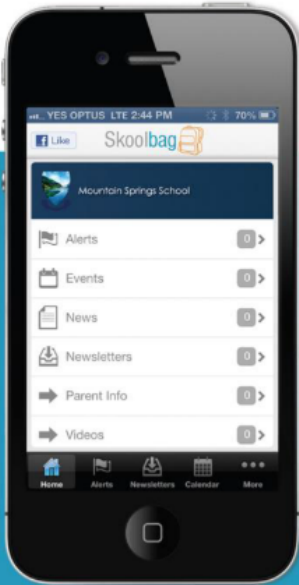 YES OPTUS LTE 2:44 PM 70%
Like Skoolbag
Mountain Springs School
Alerts 0
Events 0
News 0
Newsletters 0
Parent Info 0
Videos 0
Home Alerts Newsletters Calendar More